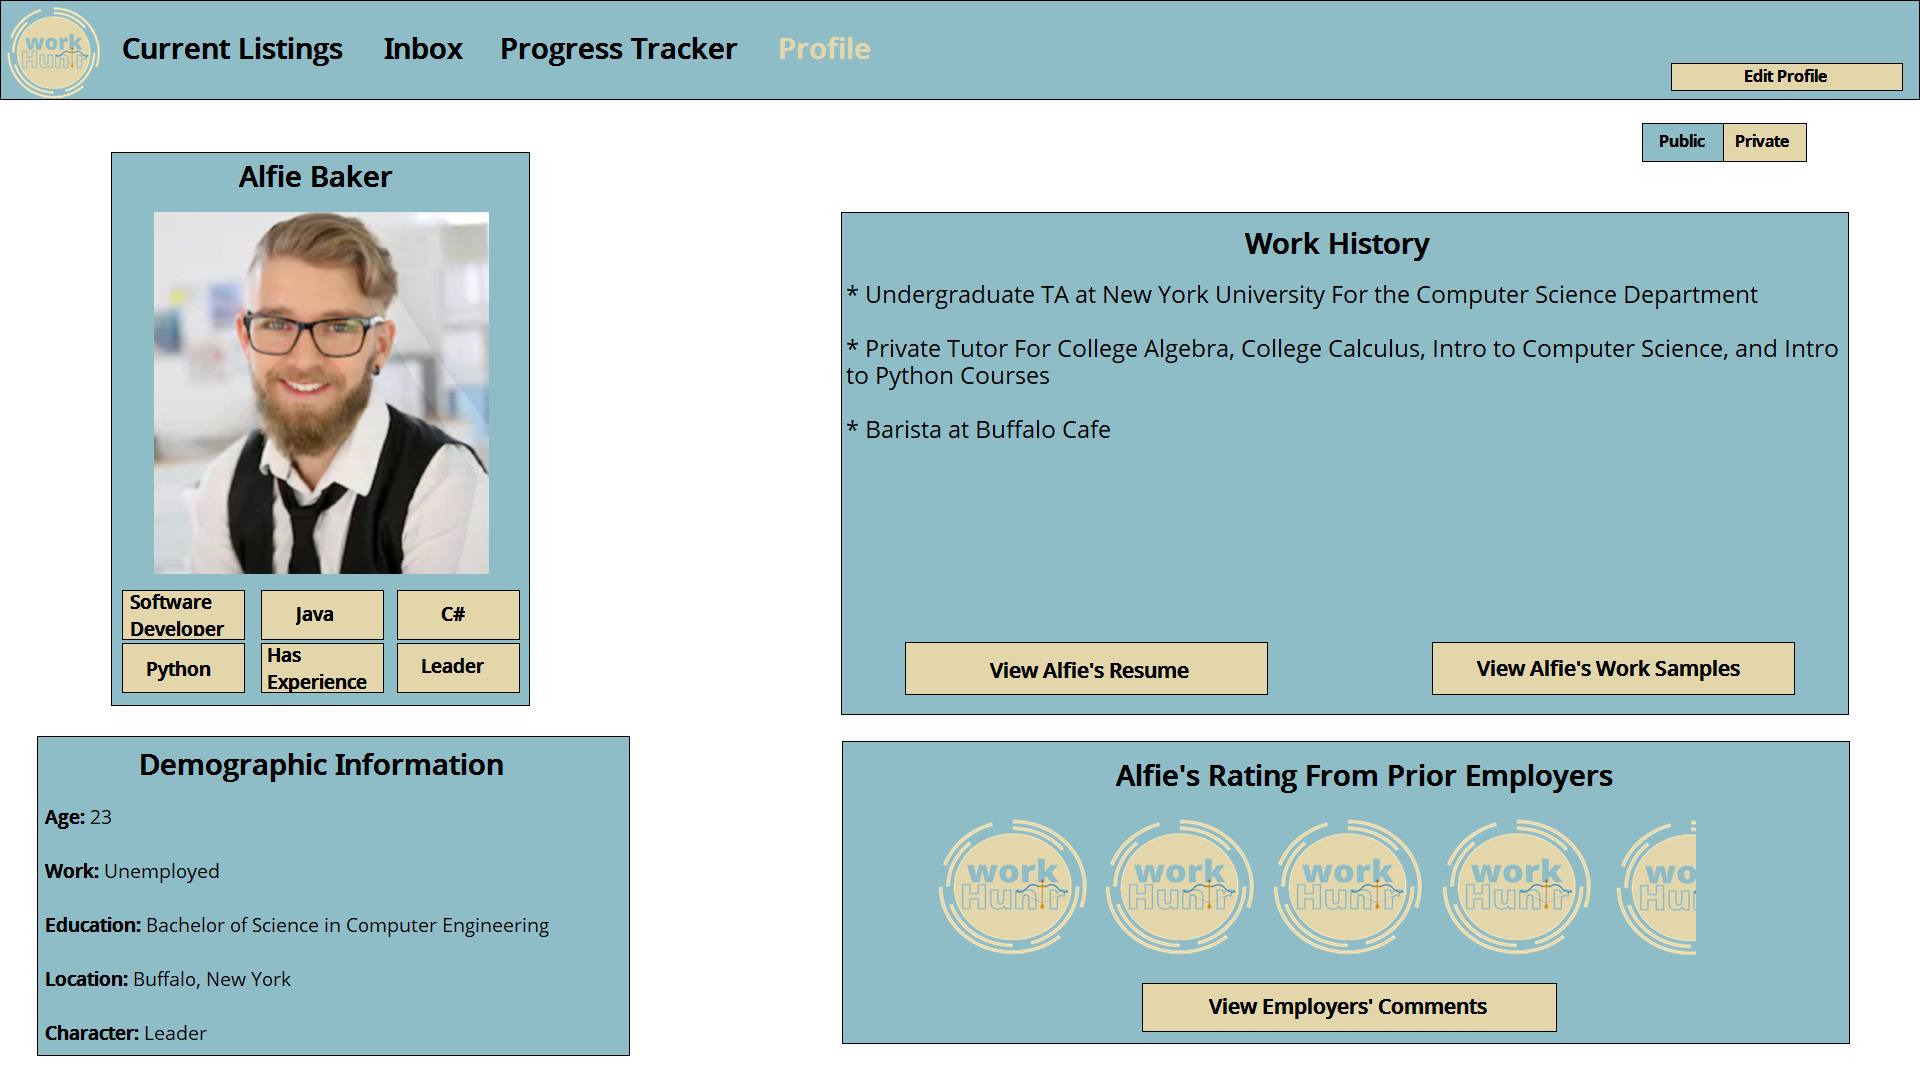 work
Huntr
Current Listings
Inbox
Progress Tracker
Profile
Edit Profile
Public
Private
Alfie Baker
Software
Developer
Java
C#
Python
Has
Experience
Leader
Demographic Information
Age: 23
Work: Unemployed
Education: Bachelor of Science in Computer Engineering
Location: Buffalo, New York
Character: Leader
Work History
* Undergraduate TA at New York University For the Computer Science Department
* Private Tutor For College Algebra, College Calculus, Intro to Computer Science, and Intro
to Python Courses
* Barista at Buffalo Cafe
View Alfie's Resume
View Alfie's Work Samples
Alfie's Rating From Prior Employers
work
Huntr
work
Huntr
work
Huntr
work
Huntr
wo
Hu
View Employers' Comments